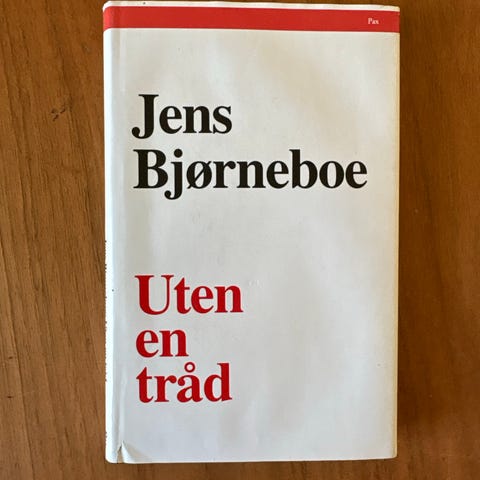 Pax
Jens
Bjørneboe
Uten
en
tråd